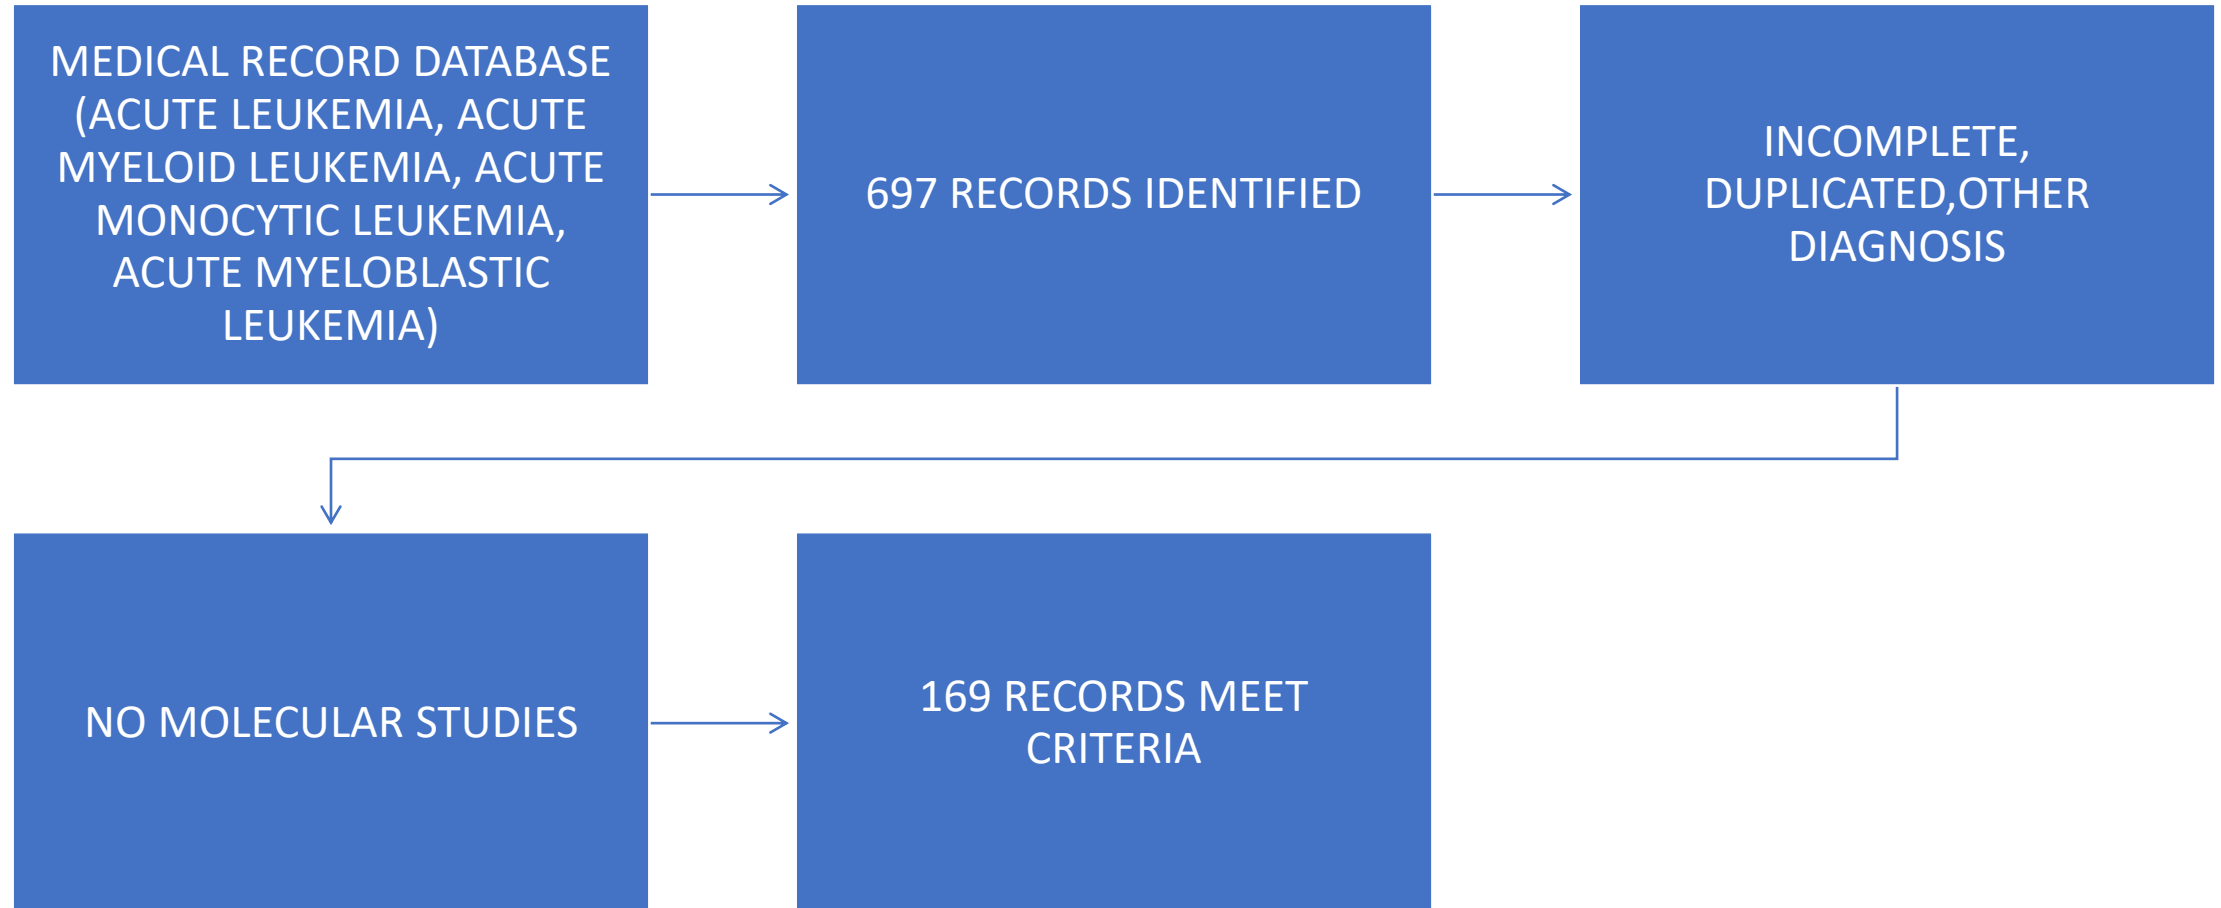 MEDICAL RECORD DATABASE
(ACUTE LEUKEMIA, ACUTE
MYELOID LEUKEMIA, ACUTE
MONOCYTIC LEUKEMIA,
ACUTE MYELOBLASTIC
LEUKEMIA)
697 RECORDS IDENTIFIED
INCOMPLETE,
DUPLICATED,OTHER
DIAGNOSIS
NO MOLECULAR STUDIES
169 RECORDS MEET
CRITERIA